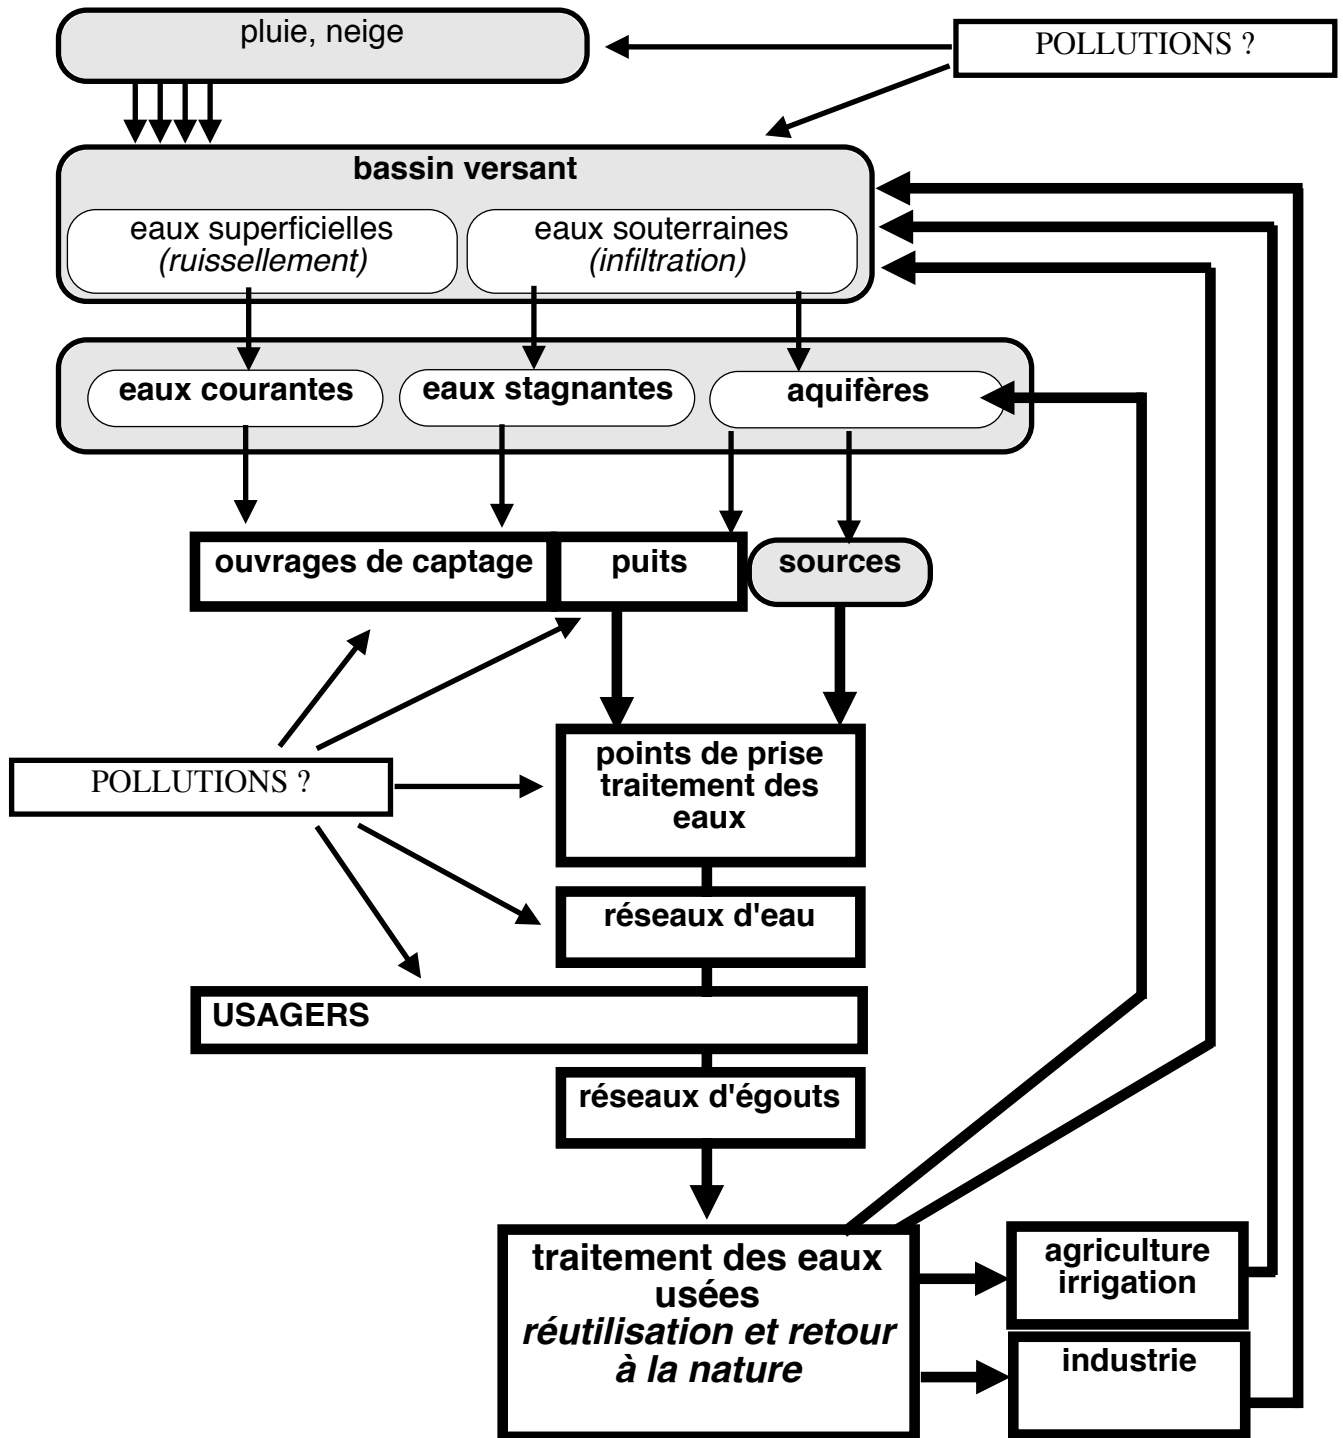 pluie, neige
POLLUTIONS ?
bassin versant
eaux superficielles
(ruissellement)
eaux souterraines
(infiltration)
eaux courantes
eaux stagnantes
aquifères
ouvrages de captage
puits
sources
points de prise
traitement des
eaux
POLLUTIONS ?
réseaux d'eau
USAGERS
réseaux d'égouts
traitement des eaux
usées
réutilisation et retour
à la nature
agriculture
irrigation
industrie